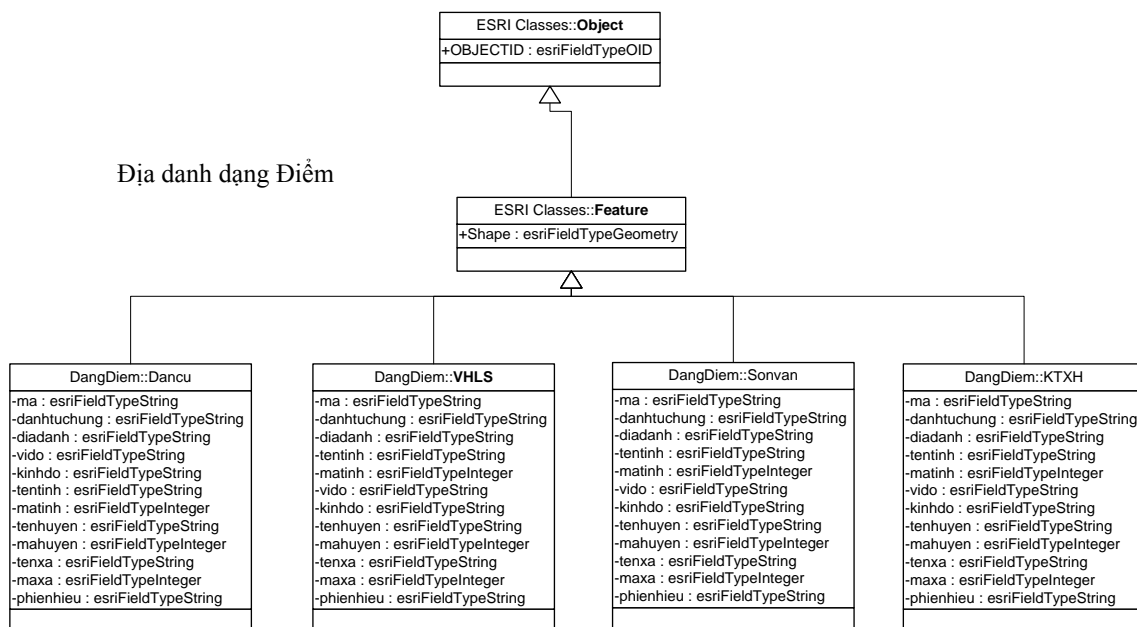 ESRI Classes::Object
+OBJECTID : esriFieldTypeOID
Địa danh dạng Điểm
ESRI Classes::Feature
+Shape : esriFieldTypeGeometry
DangDiem::Dancu
-ma : esriFieldTypeString
-danhtuchung : esriFieldTypeString
-diadanh : esriFieldTypeString
-vido : esriFieldTypeString
-kinhdo : esriFieldTypeString
-tentinh : esriFieldTypeString
-matinh : esriFieldTypeInteger
-tenhuyen : esriFieldTypeString
-mahuyen : esriFieldTypeInteger
-tenxa : esriFieldTypeString
-maxa : esriFieldTypeInteger
-phienhieu : esriFieldTypeString
DangDiem::VHLS
-ma : esriFieldTypeString
-danhtuchung : esriFieldTypeString
-diadanh : esriFieldTypeString
-tentinh : esriFieldTypeString
-matinh : esriFieldTypeInteger
-vido : esriFieldTypeString
-kinhdo : esriFieldTypeString
-tenhuyen : esriFieldTypeString
-mahuyen : esriFieldTypeInteger
-tenxa : esriFieldTypeString
-maxa : esriFieldTypeInteger
-phienhieu : esriFieldTypeString
DangDiem::Sonvan
-ma : esriFieldTypeString
-danhtuchung : esriFieldTypeString
-diadanh : esriFieldTypeString
-tentinh : esriFieldTypeString
-matinh : esriFieldTypeInteger
-vido : esriFieldTypeString
-kinhdo : esriFieldTypeString
-tenhuyen : esriFieldTypeString
-mahuyen : esriFieldTypeInteger
-tenxa : esriFieldTypeString
-maxa : esriFieldTypeInteger
-phienhieu : esriFieldTypeString
DangDiem::KTXH
-ma : esriFieldTypeString
-danhtuchung : esriFieldTypeString
-diadanh : esriFieldTypeString
-tentinh : esriFieldTypeString
-matinh : esriFieldTypeInteger
-vido : esriFieldTypeString
-kinhdo : esriFieldTypeString
-tenhuyen : esriFieldTypeString
-mahuyen : esriFieldTypeInteger
-tenxa : esriFieldTypeString
-maxa : esriFieldTypeInteger
-phienhieu : esriFieldTypeString